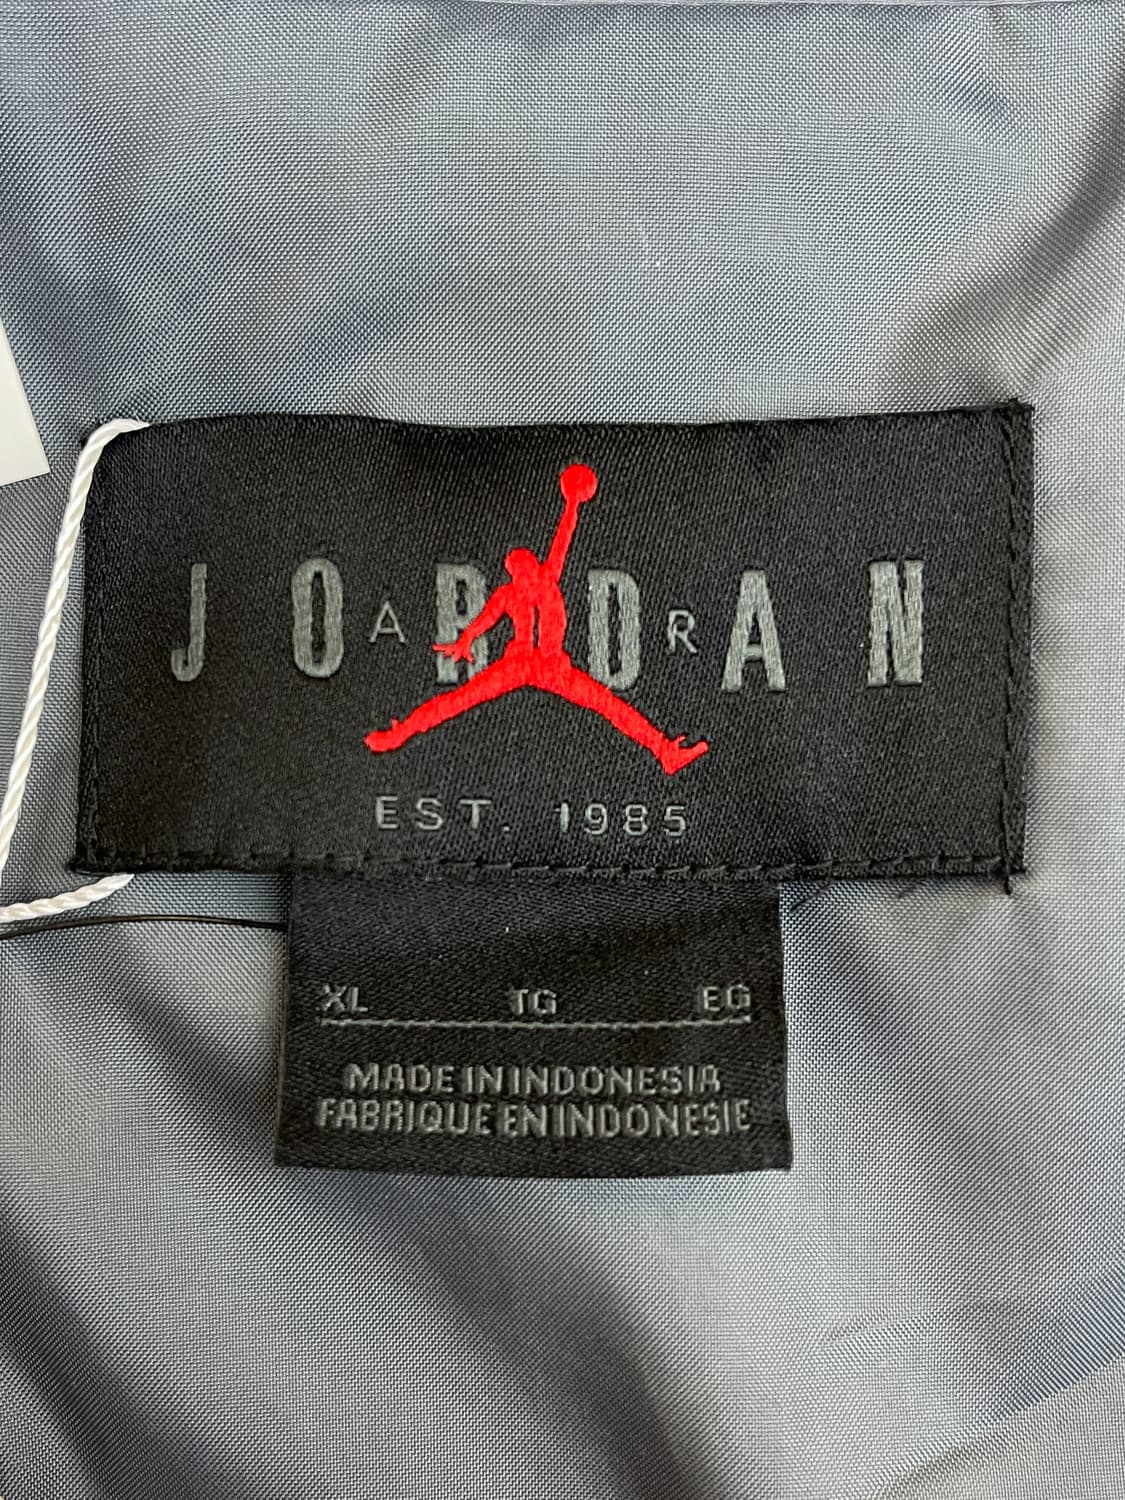 JORDAN
AIR
EST. 1985
XL TG EG
MADE IN INDONESIA
FABRIQUE EN INDONESIE